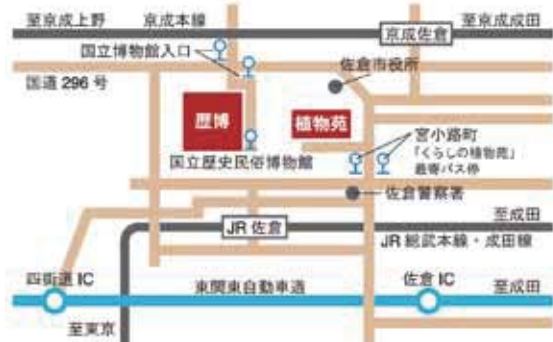 至京成上野
京成本線
至京成成田
京成佐倉
国立博物館入口
佐倉市役所
国道 296 号
歴博
植物苑
宮小路町
「くらしの植物苑」
最寄バス停
国立歴史民俗博物館
佐倉警察署
JR 佐倉
至成田
JR 総武本線・成田線
四街道 IC
東関東自動車道
佐倉 IC
至成田
至東京